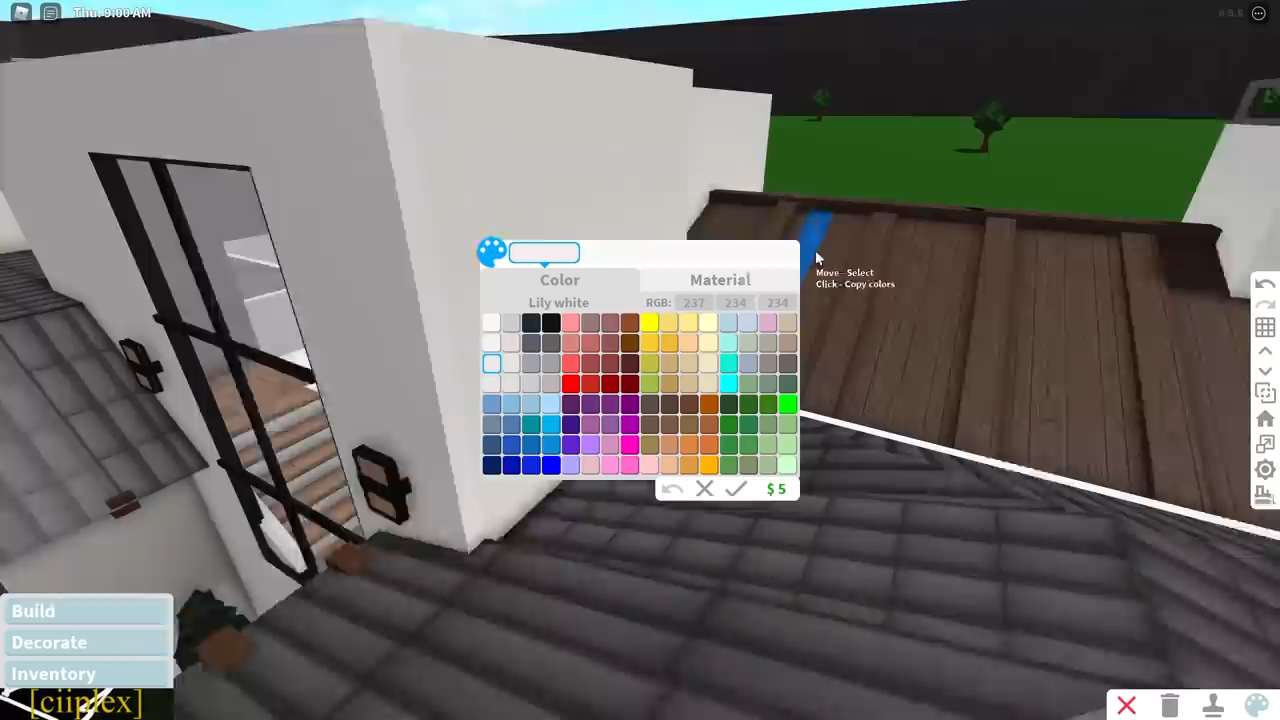 Thu. 9:00 AM
Move - Select
Click - Copy colors
Color
Material
Lily white
RGB: 237 234 234
$ 5
Build
Decorate
Inventory
[ciiplex]